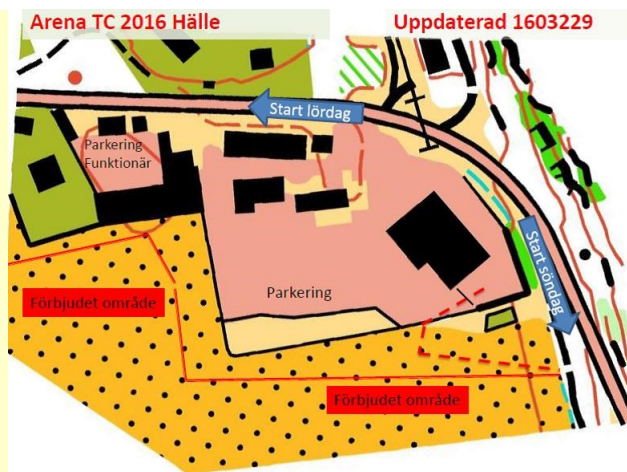 Arena TC 2016 Hälle
Uppdaterad 1603229
Start lördag
Parkering
Funktionär
Start söndag
Parkering
Förbjudet område
Förbjudet område